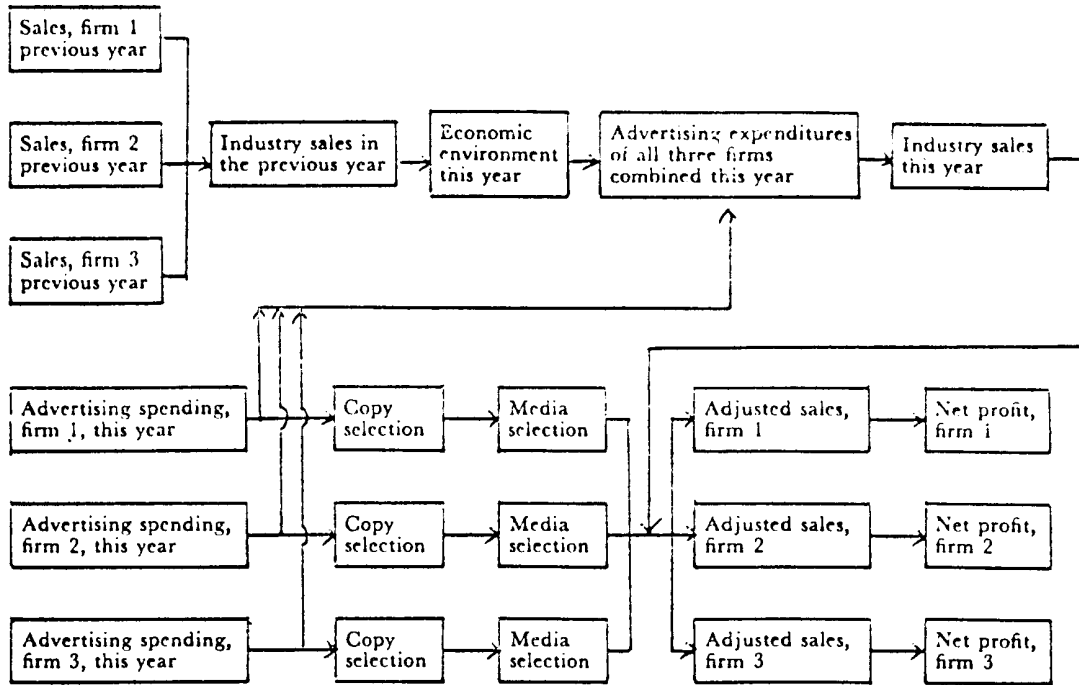 Sales, firm 1
previous year
Sales, firm 2
previous year
Sales, firm 3
previous year
Industry sales in
the previous year
Economic
environment
this year
Advertising expenditures
of all three firms
combined this year
Industry sales
this year
Advertising spending,
firm 1, this year
Copy
selection
Media
selection
Adjusted sales,
firm 1
Net profit,
firm 1
Advertising spending,
firm 2, this year
Copy
selection
Media
selection
Adjusted sales,
firm 2
Net profit,
firm 2
Advertising spending,
firm 3, this year
Copy
selection
Media
selection
Adjusted sales,
firm 3
Net profit,
firm 3